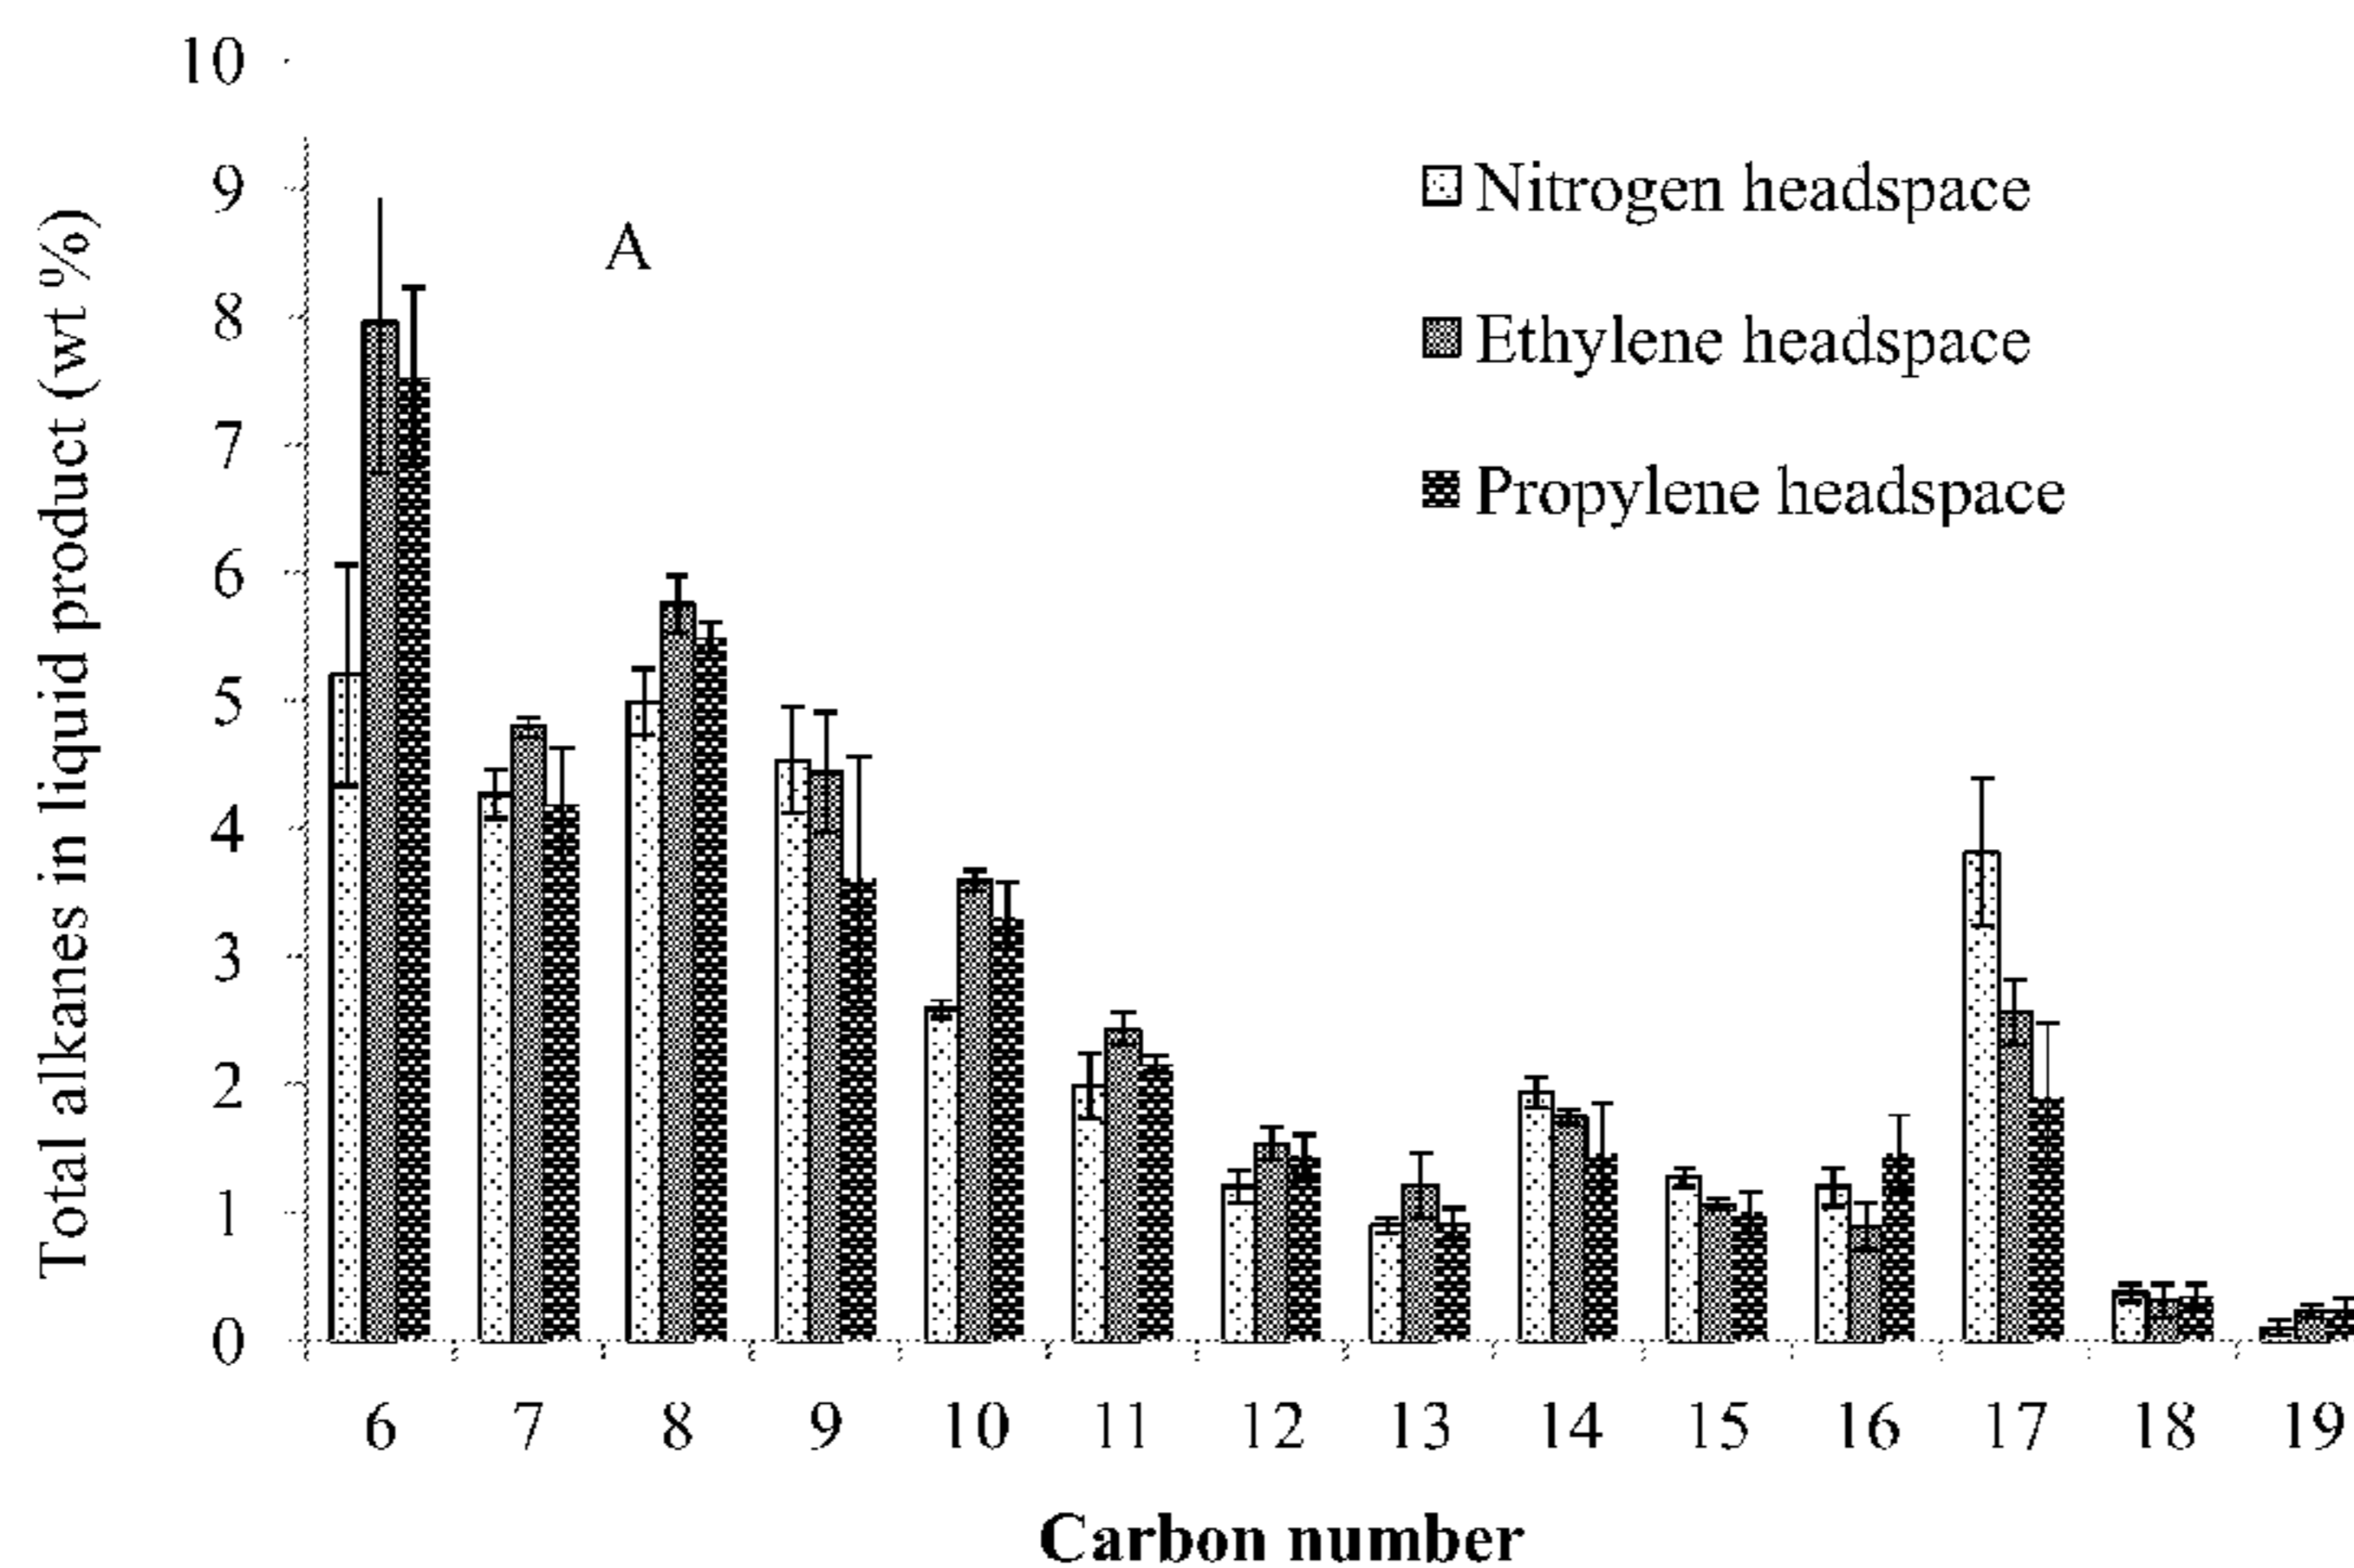 Total alkanes in liquid product (wt %)
10
9
8
7
6
5
4
3
2
1
0
A
Nitrogen headspace
Ethylene headspace
Propylene headspace
6 7 8 9 10 11 12 13 14 15 16 17 18 19
Carbon number